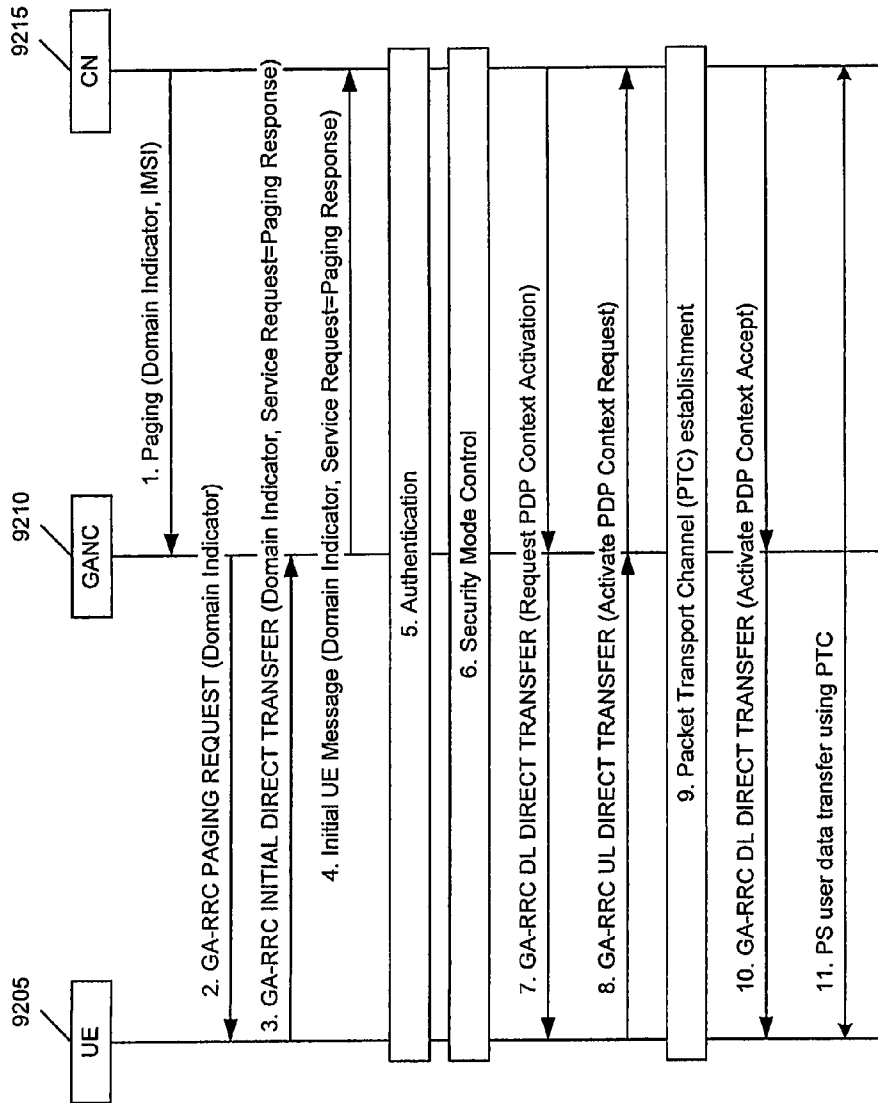 9205
9210
9215
UE
GANC
CN
1. Paging (Domain Indicator, IMSI)
2. GA-RRC PAGING REQUEST (Domain Indicator)
3. GA-RRC INITIAL DIRECT TRANSFER (Domain Indicator, Service Request=Paging Response)
4. Initial UE Message (Domain Indicator, Service Request=Paging Response)
5. Authentication
6. Security Mode Control
7. GA-RRC DL DIRECT TRANSFER (Request PDP Context Activation)
8. GA-RRC UL DIRECT TRANSFER (Activate PDP Context Request)
9. Packet Transport Channel (PTC) establishment
10. GA-RRC DL DIRECT TRANSFER (Activate PDP Context Accept)
11. PS user data transfer using PTC